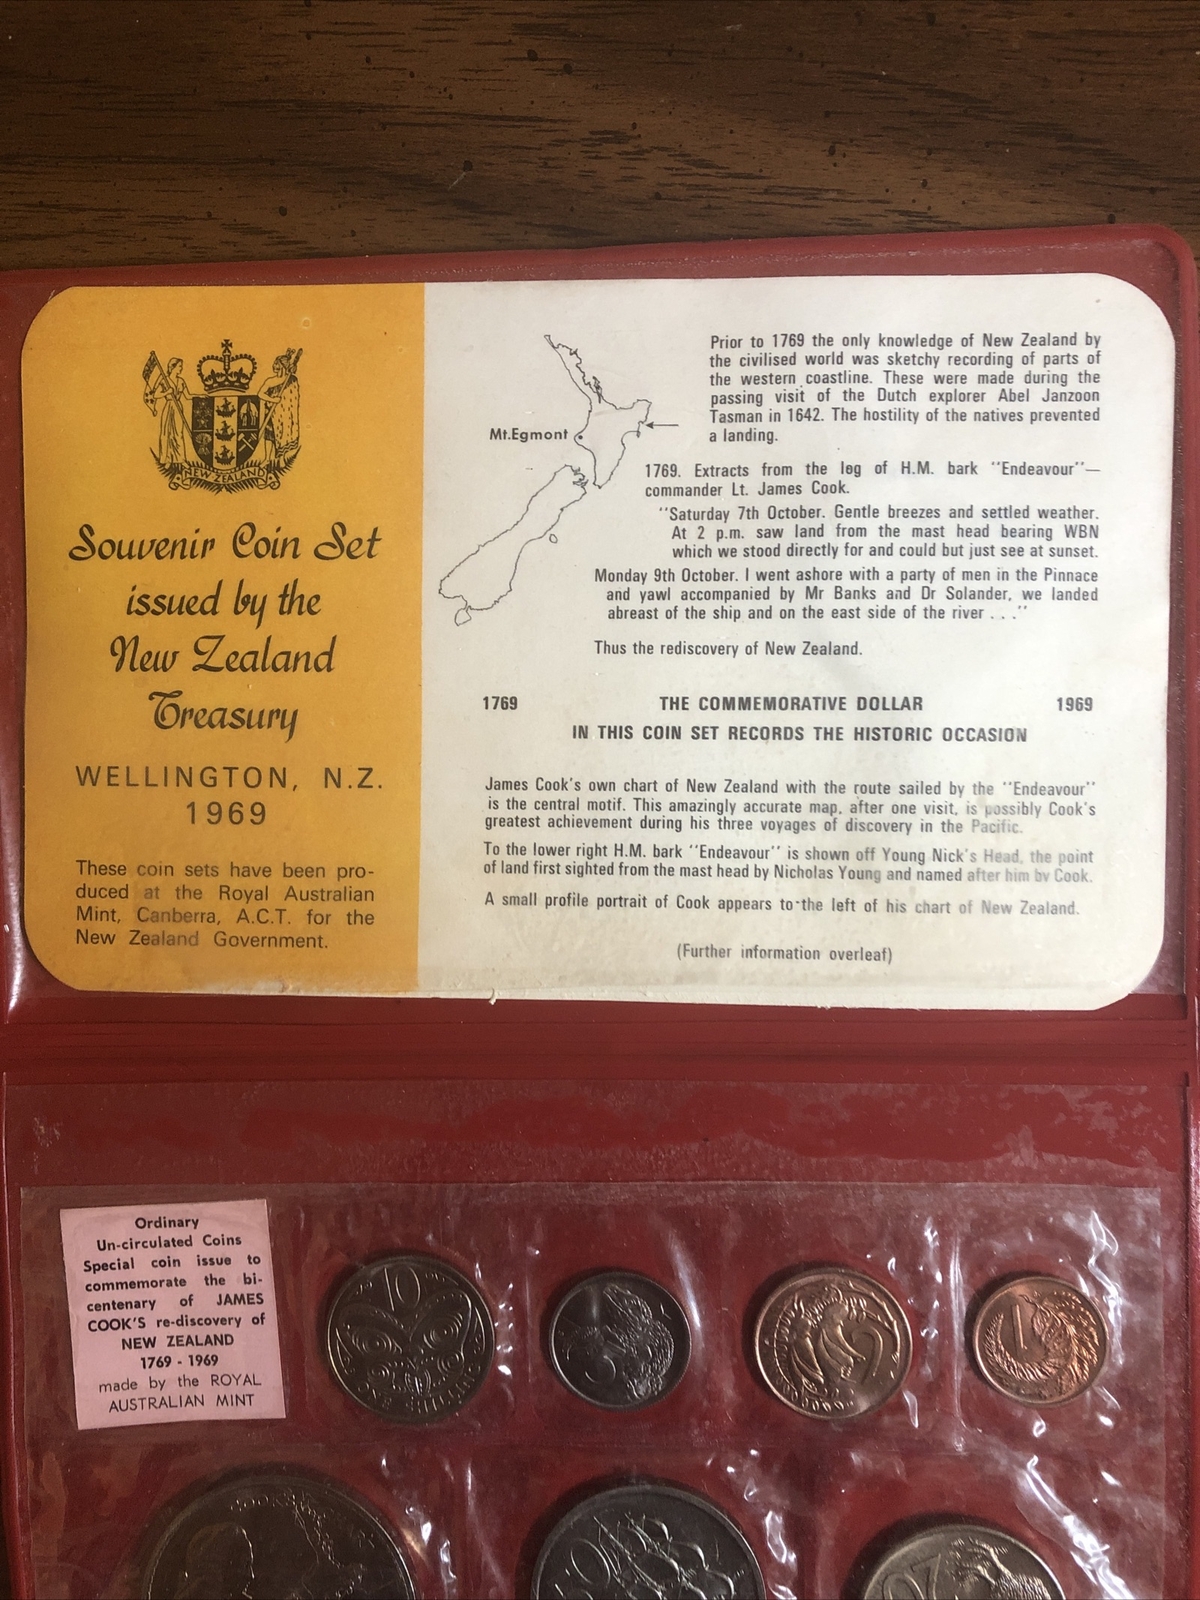 NEW ZEALAND
Souvenir Coin Set
issued by the
New Zealand
Treasury
WELLINGTON, N.Z.
1969
These coin sets have been pro-
duced at the Royal Australian
Mint, Canberra, A.C.T. for the
New Zealand Government.
Mt.Egmont
Prior to 1769 the only knowledge of New Zealand by
the civilised world was sketchy recording of parts of
the western coastline. These were made during the
passing visit of the Dutch explorer Abel Janzoon
Tasman in 1642. The hostility of the natives prevented
a landing.
1769. Extracts from the log of H.M. bark "Endeavour"—
commander Lt. James Cook.
"Saturday 7th October. Gentle breezes and settled weather.
At 2 p.m. saw land from the mast head bearing WBN
which we stood directly for and could but just see at sunset.
Monday 9th October. I went ashore with a party of men in the Pinnace
and yawl accompanied by Mr Banks and Dr Solander, we landed
abreast of the ship and on the east side of the river . . ."
Thus the rediscovery of New Zealand.
1769 THE COMMEMORATIVE DOLLAR 1969
IN THIS COIN SET RECORDS THE HISTORIC OCCASION
James Cook's own chart of New Zealand with the route sailed by the "Endeavour"
is the central motif. This amazingly accurate map, after one visit, is possibly Cook's
greatest achievement during his three voyages of discovery in the Pacific.
To the lower right H.M. bark "Endeavour" is shown off Young Nick's Head, the point
of land first sighted from the mast head by Nicholas Young and named after him by Cook.
A small profile portrait of Cook appears to the left of his chart of New Zealand.
(Further information overleaf)
Ordinary
Un-circulated Coins
Special coin issue to
commemorate the bi-
centenary of JAMES
COOK'S re-discovery of
NEW ZEALAND
1769 - 1969
made by the ROYAL
AUSTRALIAN MINT
10
ONE SHILLING
5
2
1
COOK
50
20